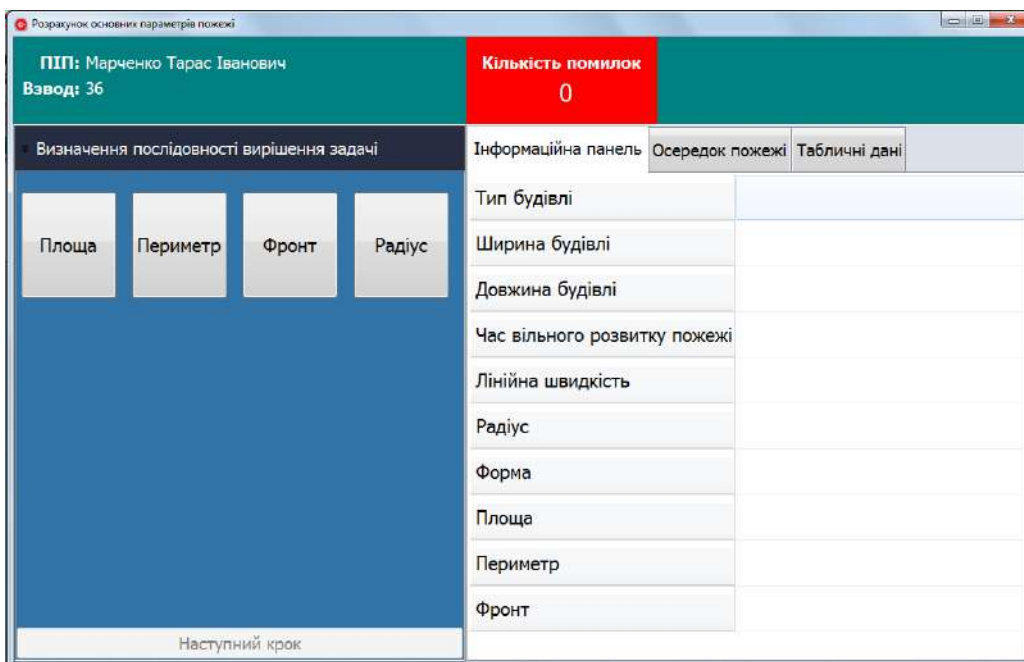 Розрахунок основних параметрів пожежі
ПІП: Марченко Тарас Іванович
Взвод: 36
Кількість помилок
0
Визначення послідовності вирішення задачі
Площа
Периметр
Фронт
Радіус
Наступний крок
Інформаційна панель
Осередок пожежі
Табличні дані
Тип будівлі
Ширина будівлі
Довжина будівлі
Час вільного розвитку пожежі
Лінійна швидкість
Радіус
Форма
Площа
Периметр
Фронт